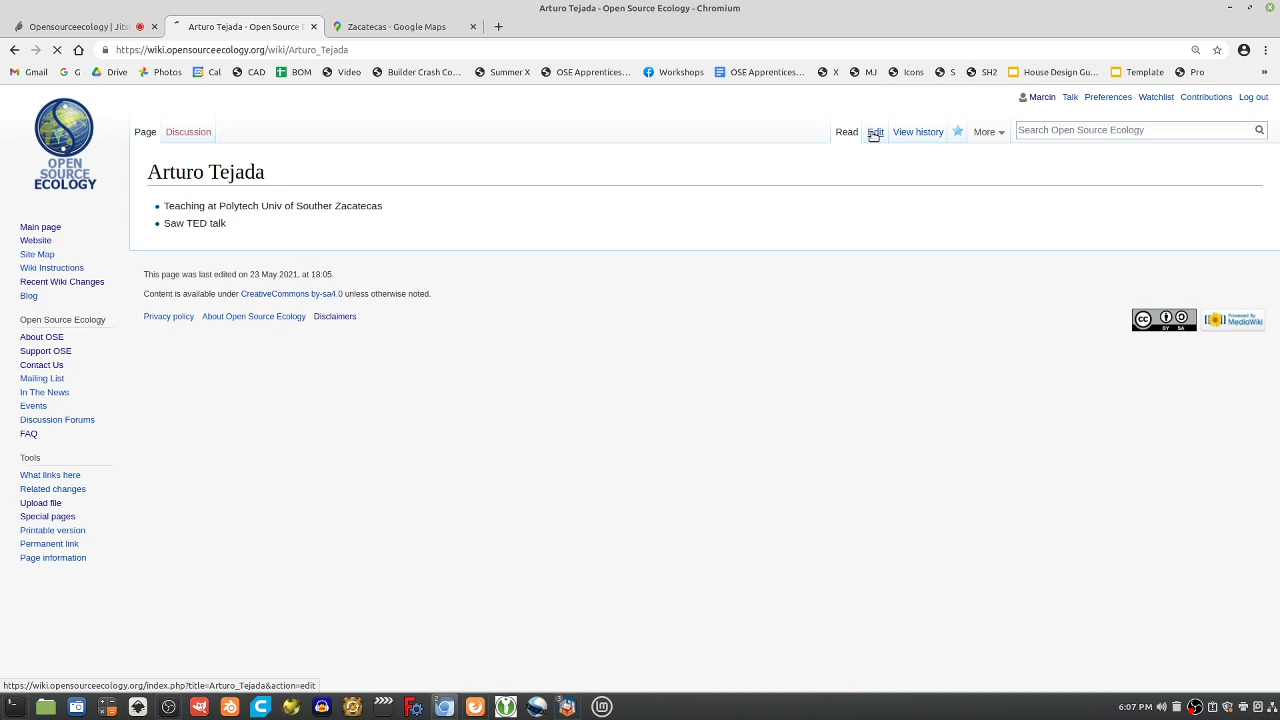 Arturo Tejada - Open Source Ecology - Chromium
Opensourceecology | Jits
Arturo Tejada - Open Source E
Zacatecas - Google Maps
https://wiki.opensourceecology.org/wiki/Arturo_Tejada
Gmail G Drive Photos Cal CAD BOM Video Builder Crash Co... Summer X OSE Apprentices... Workshops OSE Apprentices... X MJ Icons S SH2 House Design Gu... Template Pro »
Marcin Talk Preferences Watchlist Contributions Log out
Page Discussion Read Edit View history More Search Open Source Ecology
OPEN
SOURCE
ECOLOGY
Arturo Tejada
Teaching at Polytech Univ of Souther Zacatecas
Saw TED talk
This page was last edited on 23 May 2021, at 18:05.
Content is available under CreativeCommons by-sa4.0 unless otherwise noted.
Privacy policy About Open Source Ecology Disclaimers
cc BY SA
Powered By
MediaWiki
Main page
Website
Site Map
Wiki Instructions
Recent Wiki Changes
Blog
Open Source Ecology
About OSE
Support OSE
Contact Us
Mailing List
In The News
Events
Discussion Forums
FAQ
Tools
What links here
Related changes
Upload file
Special pages
Printable version
Permanent link
Page information
https://wiki.opensourceecology.org/index.php?title=Arturo_Tejada&action=edit
6:07 PM